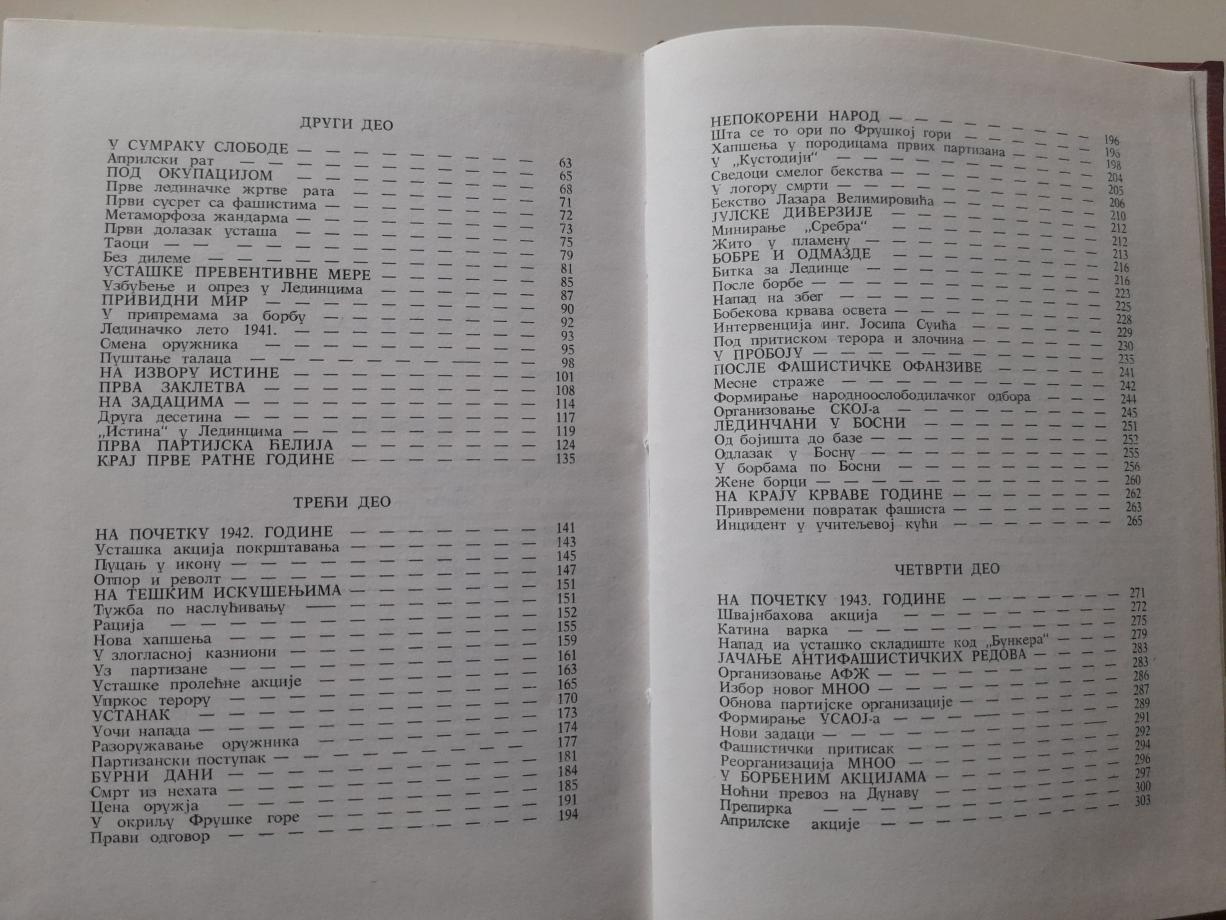 ДРУГИ ДЕО
У СУМРАКУ СЛОБОДЕ — — — — — — — — — 63
Априлски рат — — — — — — — — — — — 65
ПОД ОКУПАЦИЈОМ — — — — — — — — — 68
Прве лединачке жртве рата — — — — — — — 71
Први сусрет са фашистима — — — — — — — — 72
Метаморфоза жандарма — — — — — — — — 73
Први долазак усташа — — — — — — — — — 75
Таоци — — — — — — — — — — — — 79
Без дилеме — — — — — — — — — — — 81
УСТАШКЕ ПРЕВЕНТИВНЕ МЕРЕ — — — — — — 85
Узбуђење и опрез у Лединцима — — — — — — 87
ПРИВИДНИ МИР — — — — — — — — — — 90
У припремама за борбу — — — — — — — — 92
Лединачко лето 1941. — — — — — — — — 93
Смена оружника — — — — — — — — — 95
Пуштање талаца — — — — — — — — — 98
НА ИЗВОРУ ИСТИНЕ — — — — — — — — — 101
ПРВА ЗАКЛЕТВА — — — — — — — — — — 108
НА ЗАДАЦИМА — — — — — — — — — — — 114
Друга десетина — — — — — — — — — — — 117
„Истина“ у Лединцима — — — — — — — — — 119
ПРВА ПАРТИЈСКА ЋЕЛИЈА — — — — — — — 124
КРАЈ ПРВЕ РАТНЕ ГОДИНЕ — — — — — — — 135
ТРЕЋИ ДЕО
НА ПОЧЕТКУ 1942. ГОДИНЕ — — — — — — — 141
Усташка акција покрштавања — — — — — — — 143
Пуцањ у икону — — — — — — — — — — — 145
Отпор и револт — — — — — — — — — — — 147
НА ТЕШКИМ ИСКУШЕЊИМА — — — — — — — 151
Тужба по наслућивању — — — — — — — — — 151
Рација — — — — — — — — — — — — — 152
Нова хапшења — — — — — — — — — — — 155
У злогласној казниони — — — — — — — — — 159
Уз партизане — — — — — — — — — — — 161
Усташке пролећне акције — — — — — — — — 163
Упркос терору — — — — — — — — — — — 165
УСТАНАК — — — — — — — — — — — — 170
Уочи напада — — — — — — — — — — — — 173
Разоружавање оружника — — — — — — — — 174
Партизански поступак — — — — — — — — — 177
БУРНИ ДАНИ — — — — — — — — — — — 181
Смрт из нехата — — — — — — — — — — — 184
Цена оружја — — — — — — — — — — — 185
У окриљу Фрушке горе — — — — — — — — 191
Прави одговор — — — — — — — — — — — 194
НЕПОКОРЕНИ НАРОД — — — — — — — — — 196
Шта се то ори по Фрушкој гори — — — — — — 196
Хапшења у породицама првих партизана — — — — 198
У „Кустодији“ — — — — — — — — — — — 204
Сведоци смелог бекства — — — — — — — — — 205
У логору смрти — — — — — — — — — — — 206
Бекство Лазара Велимировића — — — — — — — 210
ЈУЛСКЕ ДИВЕРЗИЈЕ — — — — — — — — — 212
Минирање „Сребра“ — — — — — — — — — 212
Жито у пламену — — — — — — — — — — 213
БОБРЕ И ОДМАЗДЕ — — — — — — — — — 216
Битка за Лединце — — — — — — — — — — 216
После борбе — — — — — — — — — — — — 223
Напад на збег — — — — — — — — — — — 225
Бобекова крвава освета — — — — — — — — — 228
Интервенција инг. Јосипа Суића — — — — — — 229
Под притиском терора и злочина — — — — — — 230
У ПРОБОЈУ — — — — — — — — — — — — 235
ПОСЛЕ ФАШИСТИЧКЕ ОФАНЗИВЕ — — — — — 241
Месне страже — — — — — — — — — — — 242
Формирање народноослободилачког одбора — — — — 244
Организовање СКОЈ-а — — — — — — — — — 245
ЛЕДИНЧАНИ У БОСНИ — — — — — — — — 251
Од бојишта до базе — — — — — — — — — — 252
Одлазак у Босну — — — — — — — — — — 255
У борбама по Босни — — — — — — — — — 256
Жене борци — — — — — — — — — — — — 260
НА КРАЈУ КРВАВЕ ГОДИНЕ — — — — — — — 262
Привремени повратак фашиста — — — — — — — 263
Инцидент у учитељевој кући — — — — — — — 265
ЧЕТВРТИ ДЕО
НА ПОЧЕТКУ 1943. ГОДИНЕ — — — — — — — 271
Швајнбахова акција — — — — — — — — — 272
Катина варка — — — — — — — — — — — 275
Напад иа усташко складиште код „Бункера“ — — — 279
ЈАЧАЊЕ АНТИФАШИСТИЧКИХ РЕДОВА — — — — 283
Организовање АФЖ — — — — — — — — — 283
Избор новог МНОО — — — — — — — — — 286
Обнова партијске организације — — — — — — 287
Формирање УСАОЈ-а — — — — — — — — 289
Нови задаци — — — — — — — — — — — — 291
Фашистички притисак — — — — — — — — 292
Реорганизација МНОО — — — — — — — — 294
У БОРБЕНИМ АКЦИЈАМА — — — — — — — 296
Ноћни превоз на Дунаву — — — — — — — — 297
Препирка — — — — — — — — — — — — 300
Априлске акције — — — — — — — — — — 303